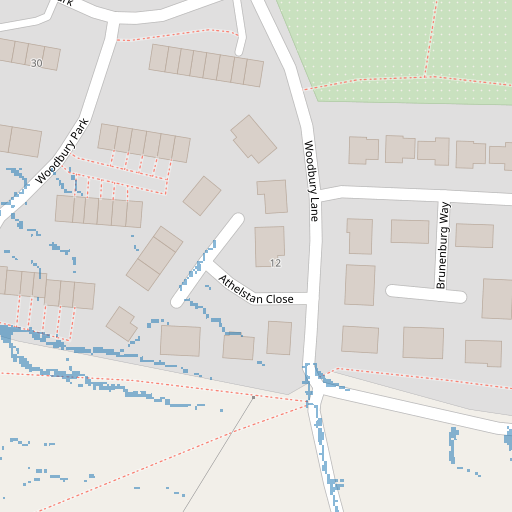 30
Woodbury Park
Woodbury Lane
Brunenburg Way
12
Athelstan Close